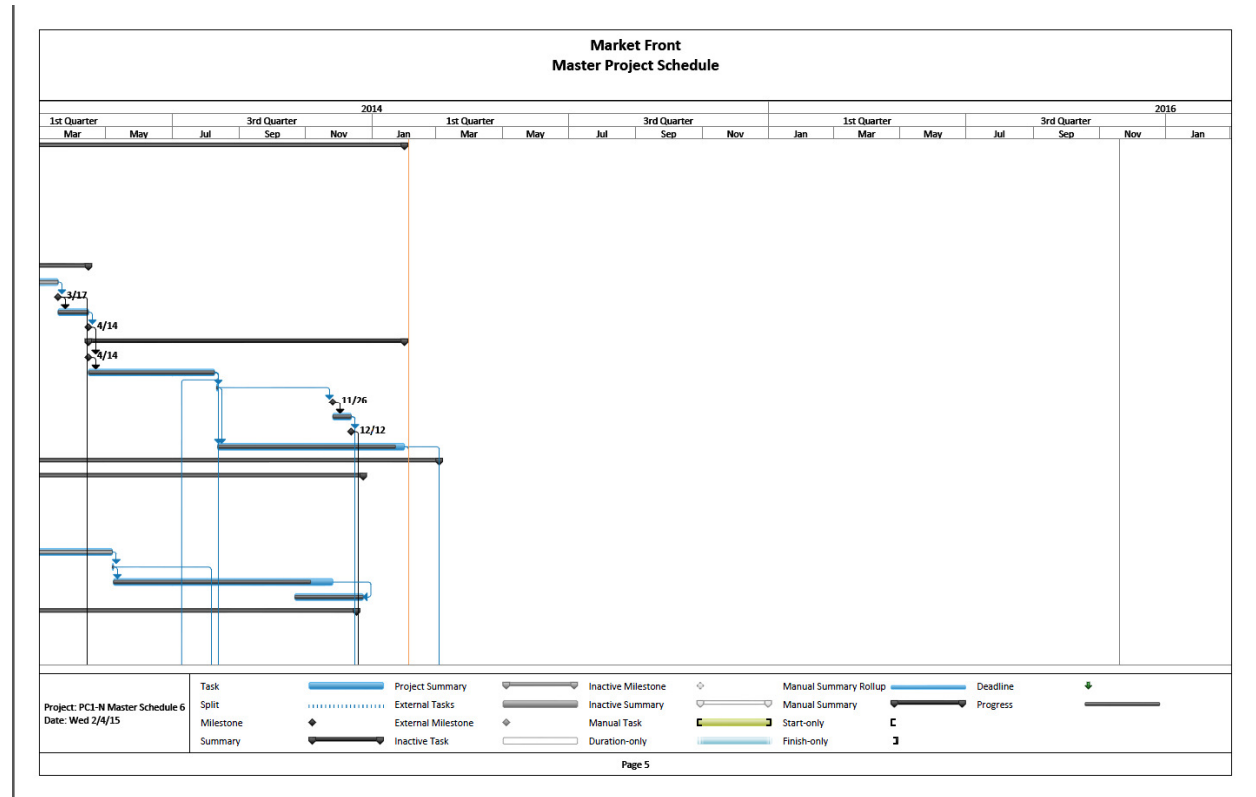 Market Front
Master Project Schedule
2014 2016
1st Quarter 3rd Quarter 1st Quarter 3rd Quarter 1st Quarter 3rd Quarter
Mar May Jul Sep Nov Jan Mar May Jul Sep Nov Jan Mar May Jul Sep Nov Jan
3/17
4/14
4/14
11/26
12/12
Project: PC1-N Master Schedule 6
Date: Wed 2/4/15
Task Project Summary Inactive Milestone Manual Summary Rollup Deadline
Split External Tasks Inactive Summary Manual Summary Progress
Milestone External Milestone Manual Task Start-only
Summary Inactive Task Duration-only Finish-only
Page 5